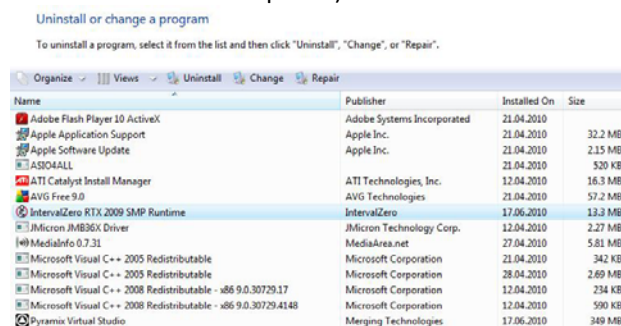 Uninstall or change a program
To uninstall a program, select it from the list and then click "Uninstall", "Change", or "Repair".
Organize Views Uninstall Change Repair
Name Publisher Installed On Size
Adobe Flash Player 10 ActiveX Adobe Systems Incorporated 21.04.2010
Apple Application Support Apple Inc. 21.04.2010 32.2 MB
Apple Software Update Apple Inc. 21.04.2010 2.15 MB
ASIO4ALL 21.04.2010 520 KB
ATI Catalyst Install Manager ATI Technologies, Inc. 12.04.2010 16.3 MB
AVG Free 9.0 AVG Technologies 21.04.2010 57.2 MB
IntervalZero RTX 2009 SMP Runtime IntervalZero 17.06.2010 13.3 MB
JMicron JMB36X Driver JMicron Technology Corp. 12.04.2010 2.27 MB
MediaInfo 0.7.31 MediaArea.net 27.04.2010 5.81 MB
Microsoft Visual C++ 2005 Redistributable Microsoft Corporation 21.04.2010 342 KB
Microsoft Visual C++ 2005 Redistributable Microsoft Corporation 28.04.2010 2.69 MB
Microsoft Visual C++ 2008 Redistributable - x86 9.0.30729.17 Microsoft Corporation 12.04.2010 234 KB
Microsoft Visual C++ 2008 Redistributable - x86 9.0.30729.4148 Microsoft Corporation 12.04.2010 590 KB
Pyramix Virtual Studio Merging Technologies 17.06.2010 349 MB